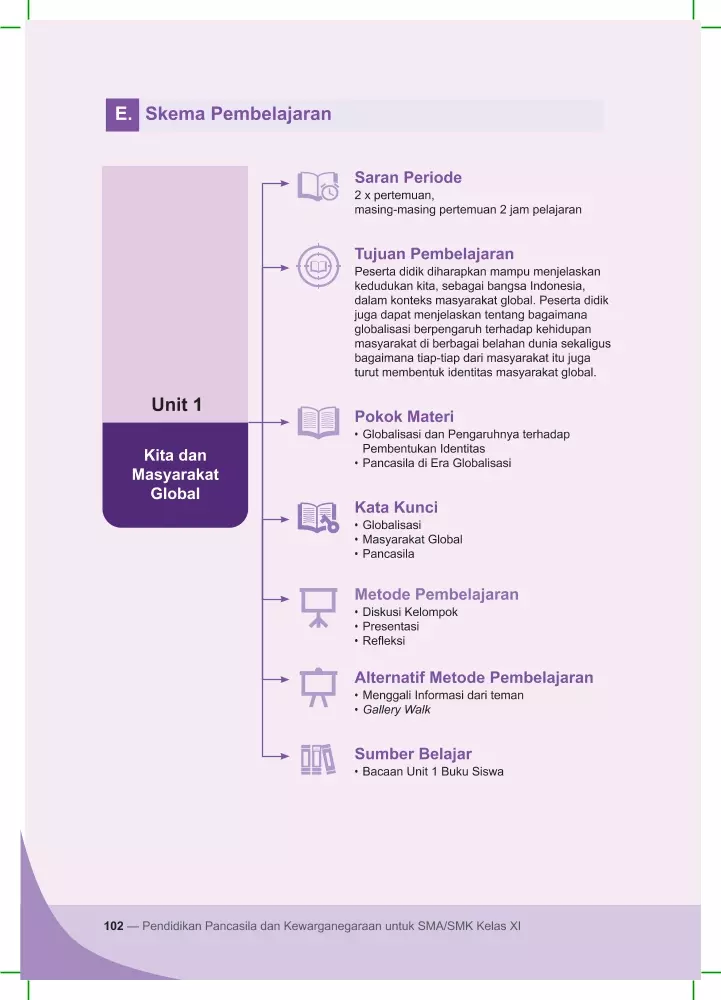 E. Skema Pembelajaran
Unit 1
Kita dan
Masyarakat
Global
Saran Periode
2 x pertemuan,
masing-masing pertemuan 2 jam pelajaran
Tujuan Pembelajaran
Peserta didik diharapkan mampu menjelaskan
kedudukan kita, sebagai bangsa Indonesia,
dalam konteks masyarakat global. Peserta didik
juga dapat menjelaskan tentang bagaimana
globalisasi berpengaruh terhadap kehidupan
masyarakat di berbagai belahan dunia sekaligus
bagaimana tiap-tiap dari masyarakat itu juga
turut membentuk identitas masyarakat global.
Pokok Materi
• Globalisasi dan Pengaruhnya terhadap
Pembentukan Identitas
• Pancasila di Era Globalisasi
Kata Kunci
• Globalisasi
• Masyarakat Global
• Pancasila
Metode Pembelajaran
• Diskusi Kelompok
• Presentasi
• Refleksi
Alternatif Metode Pembelajaran
• Menggali Informasi dari teman
• Gallery Walk
Sumber Belajar
• Bacaan Unit 1 Buku Siswa
102 — Pendidikan Pancasila dan Kewarganegaraan untuk SMA/SMK Kelas XI